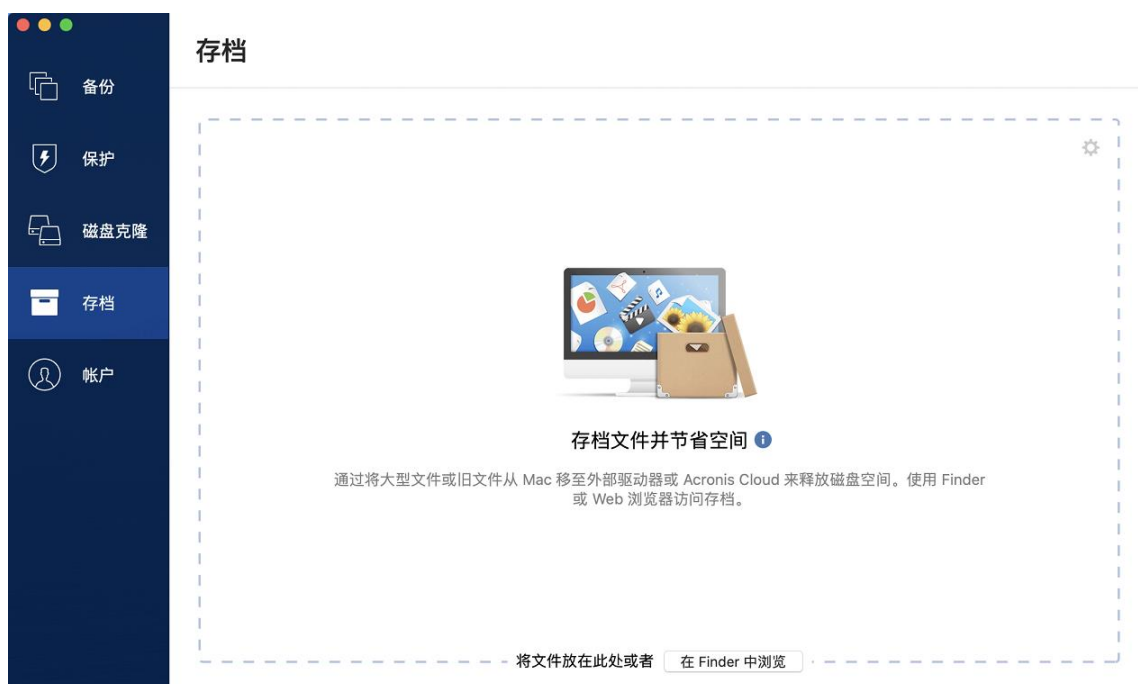 存档
备份
保护
磁盘克隆
存档
帐户
存档文件并节省空间
通过将大型文件或旧文件从 Mac 移至外部驱动器或 Acronis Cloud 来释放磁盘空间。使用 Finder
或 Web 浏览器访问存档。
将文件放在此处或者 在 Finder 中浏览